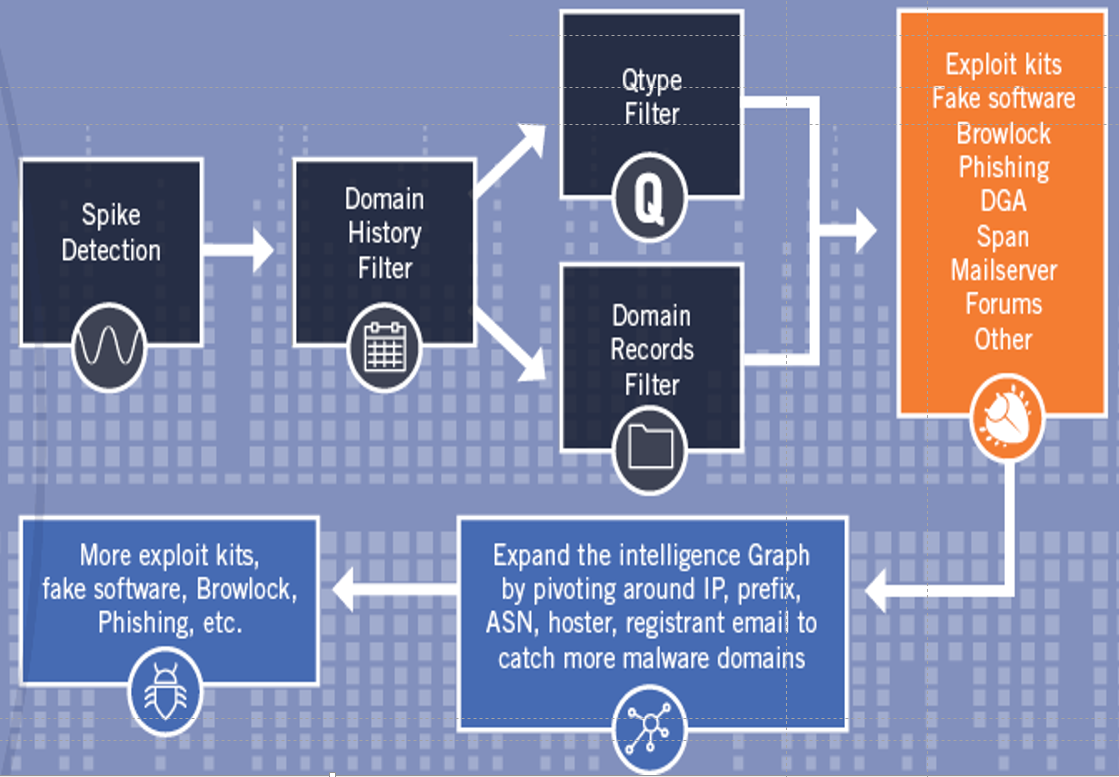 Spike
Detection
Domain
History
Filter
Qtype
Filter
Q
Domain
Records
Filter
Exploit kits
Fake software
Browlock
Phishing
DGA
Span
Mailserver
Forums
Other
Expand the intelligence Graph
by pivoting around IP, prefix,
ASN, hoster, registrant email to
catch more malware domains
More exploit kits,
fake software, Browlock,
Phishing, etc.